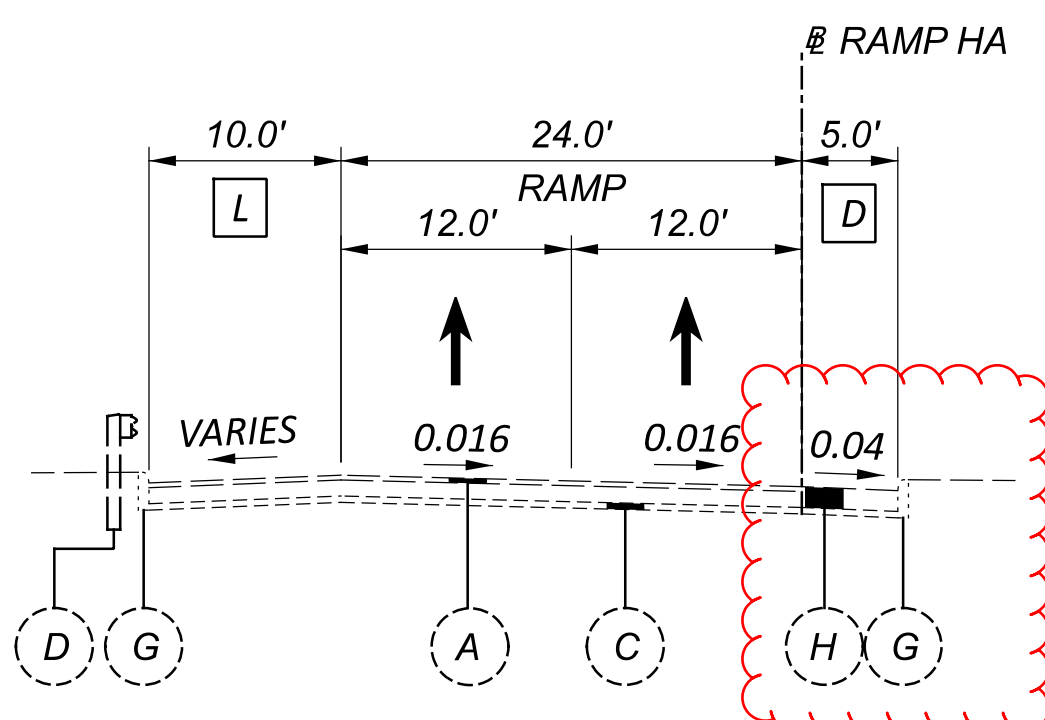 RAMP HA
10.0' 24.0' 5.0'
L RAMP D
12.0' 12.0'
VARIES 0.016 0.016 0.04
D G A C H G